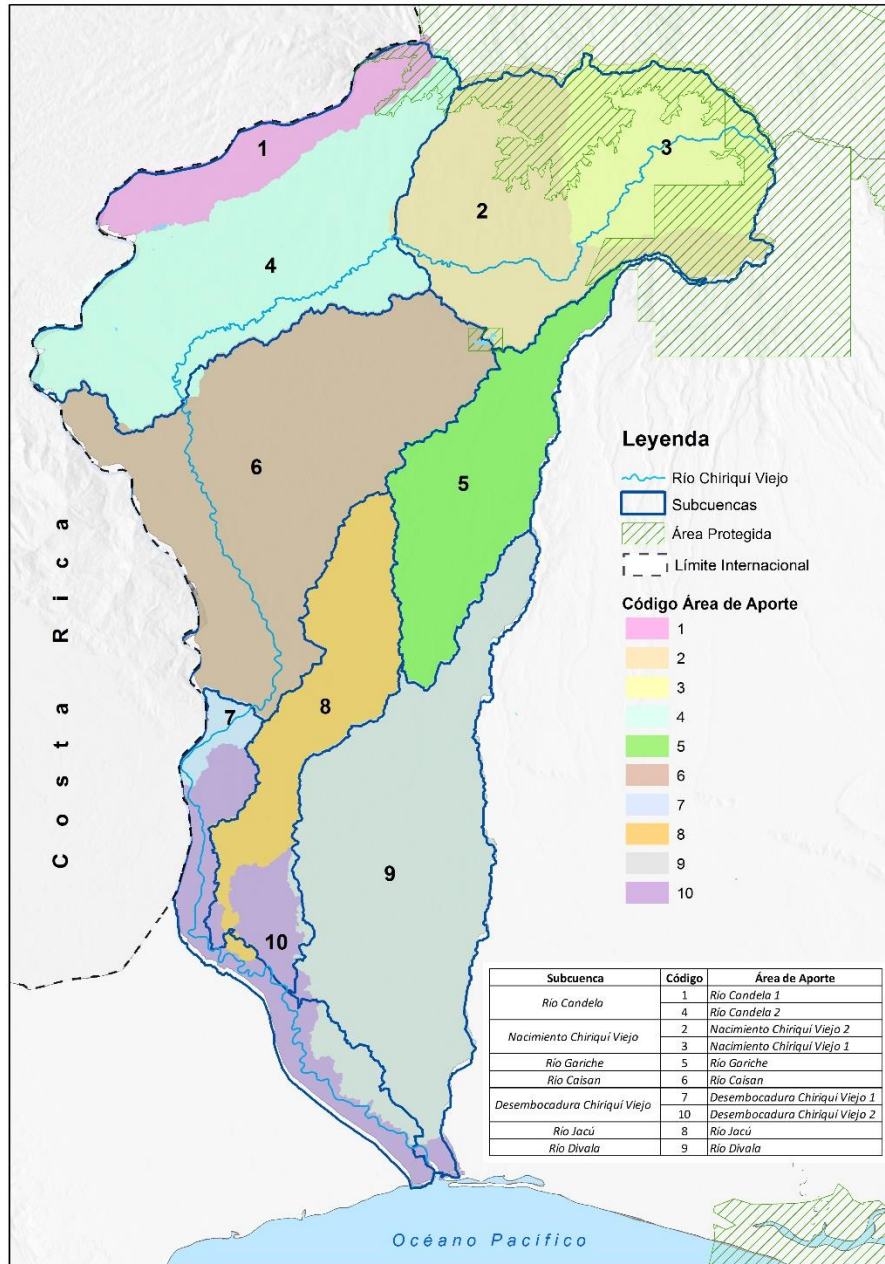 1
3
2
4
6
5
Leyenda
Río Chiriquí Viejo
Subcuencas
Área Protegida
Límite Internacional
Código Área de Aporte
1
2
3
4
5
6
7
8
9
10
Costa Rica
7
8
9
10
Subcuenca Código Área de Aporte
Río Candela 1 Río Candela 1
4 Río Candela 2
Nacimiento Chiriquí Viejo 2 Nacimiento Chiriquí Viejo 2
3 Nacimiento Chiriquí Viejo 1
Río Gariche 5 Río Gariche
Río Caisan 6 Río Caisan
Desembocadura Chiriquí Viejo 7 Desembocadura Chiriquí Viejo 1
10 Desembocadura Chiriquí Viejo 2
Río Jacú 8 Río Jacú
Río Divala 9 Río Divala
Océano Pacífico